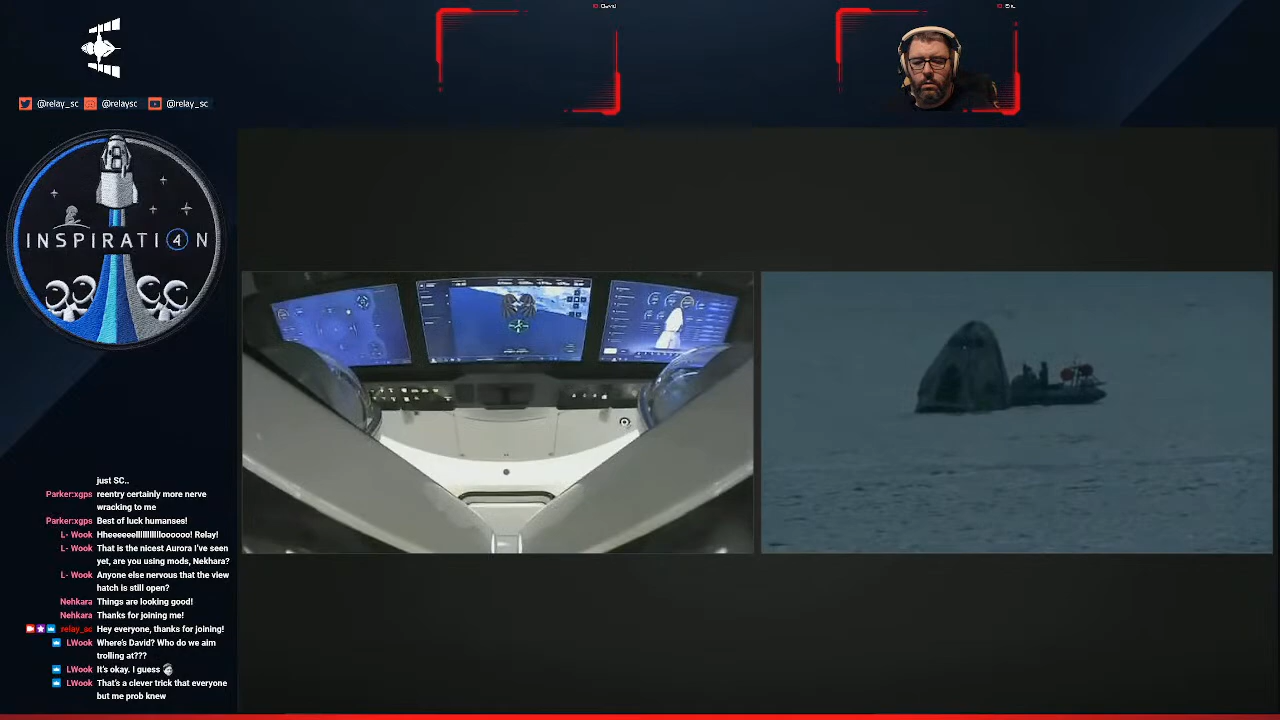 David
Eric
@relay_sc @relaysc @relay_sc
INSPIRATI4N
just SC..
Parker:xgps reentry certainly more nerve
wracking to me
Parker:xgps Best of luck humanses!
L- Wook Hheeeeeellllllllllloooooo! Relay!
L- Wook That is the nicest Aurora I've seen
yet, are you using mods, Nekhara?
L- Wook Anyone else nervous that the view
hatch is still open?
Nehkara Things are looking good!
Nehkara Thanks for joining me!
relay_sc Hey everyone, thanks for joining!
LWook Where's David? Who do we aim
trolling at???
LWook It's okay. I guess
LWook That's a clever trick that everyone
but me prob knew